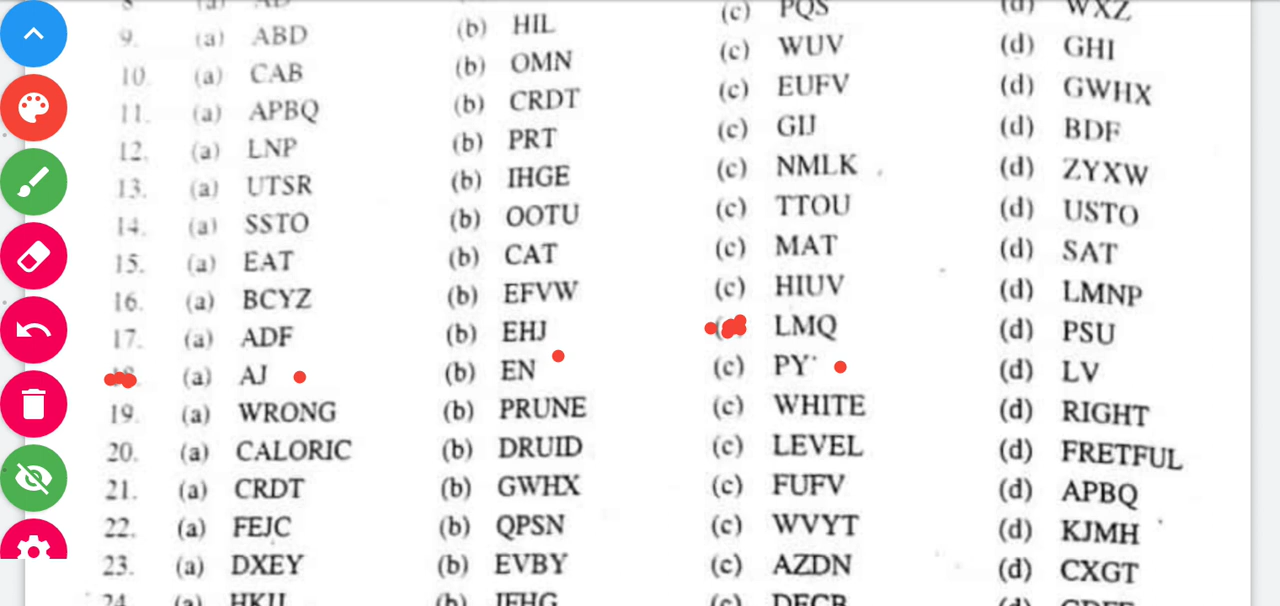 (c) PQS (d) WXZ
9. (a) ABD (b) HIL (c) WUV (d) GHI
10. (a) CAB (b) OMN (c) EUFV (d) GWHX
11. (a) APBQ (b) CRDT (c) GIJ (d) BDF
12. (a) LNP (b) PRT (c) NMLK (d) ZYXW
13. (a) UTSR (b) IHGE (c) TTOU (d) USTO
14. (a) SSTO (b) OOTU (c) MAT (d) SAT
15. (a) EAT (b) CAT (c) HIUV (d) LMNP
16. (a) BCYZ (b) EFVW LMQ (d) PSU
17. (a) ADF (b) EHJ (c) PY (d) LV
(a) AJ (b) EN (c) WHITE (d) RIGHT
19. (a) WRONG (b) PRUNE (c) LEVEL (d) FRETFUL
20. (a) CALORIC (b) DRUID (c) FUFV (d) APBQ
21. (a) CRDT (b) GWHX (c) WVYT (d) KJMH
22. (a) FEJC (b) QPSN (c) AZDN (d) CXGT
23. (a) DXEY (b) EVBY